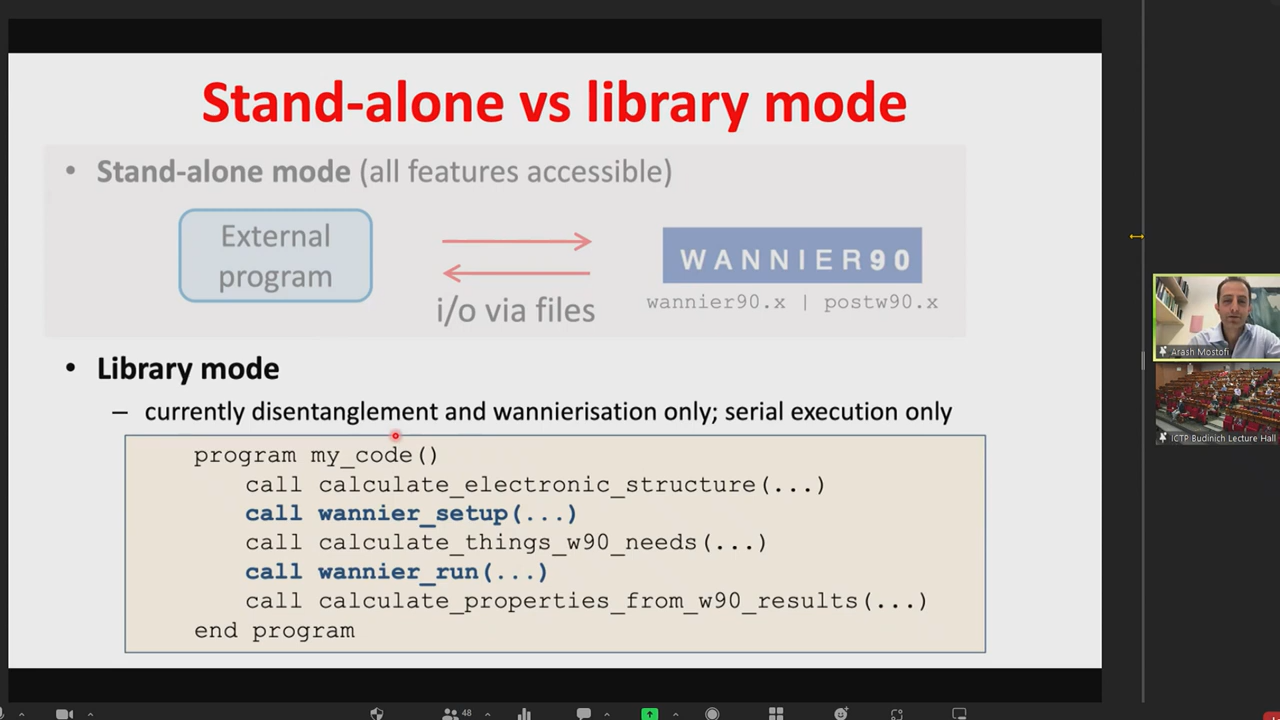 Stand-alone vs library mode
• Stand-alone mode (all features accessible)
External
program
i/o via files
WANNIER90
wannier90.x | postw90.x
• Library mode
– currently disentanglement and wannierisation only; serial execution only
program my_code()
call calculate_electronic_structure(...)
call wannier_setup(...)
call calculate_things_w90_needs(...)
call wannier_run(...)
call calculate_properties_from_w90_results(...)
end program
Arash Mostofi
ICTP Budinich Lecture Hall
48